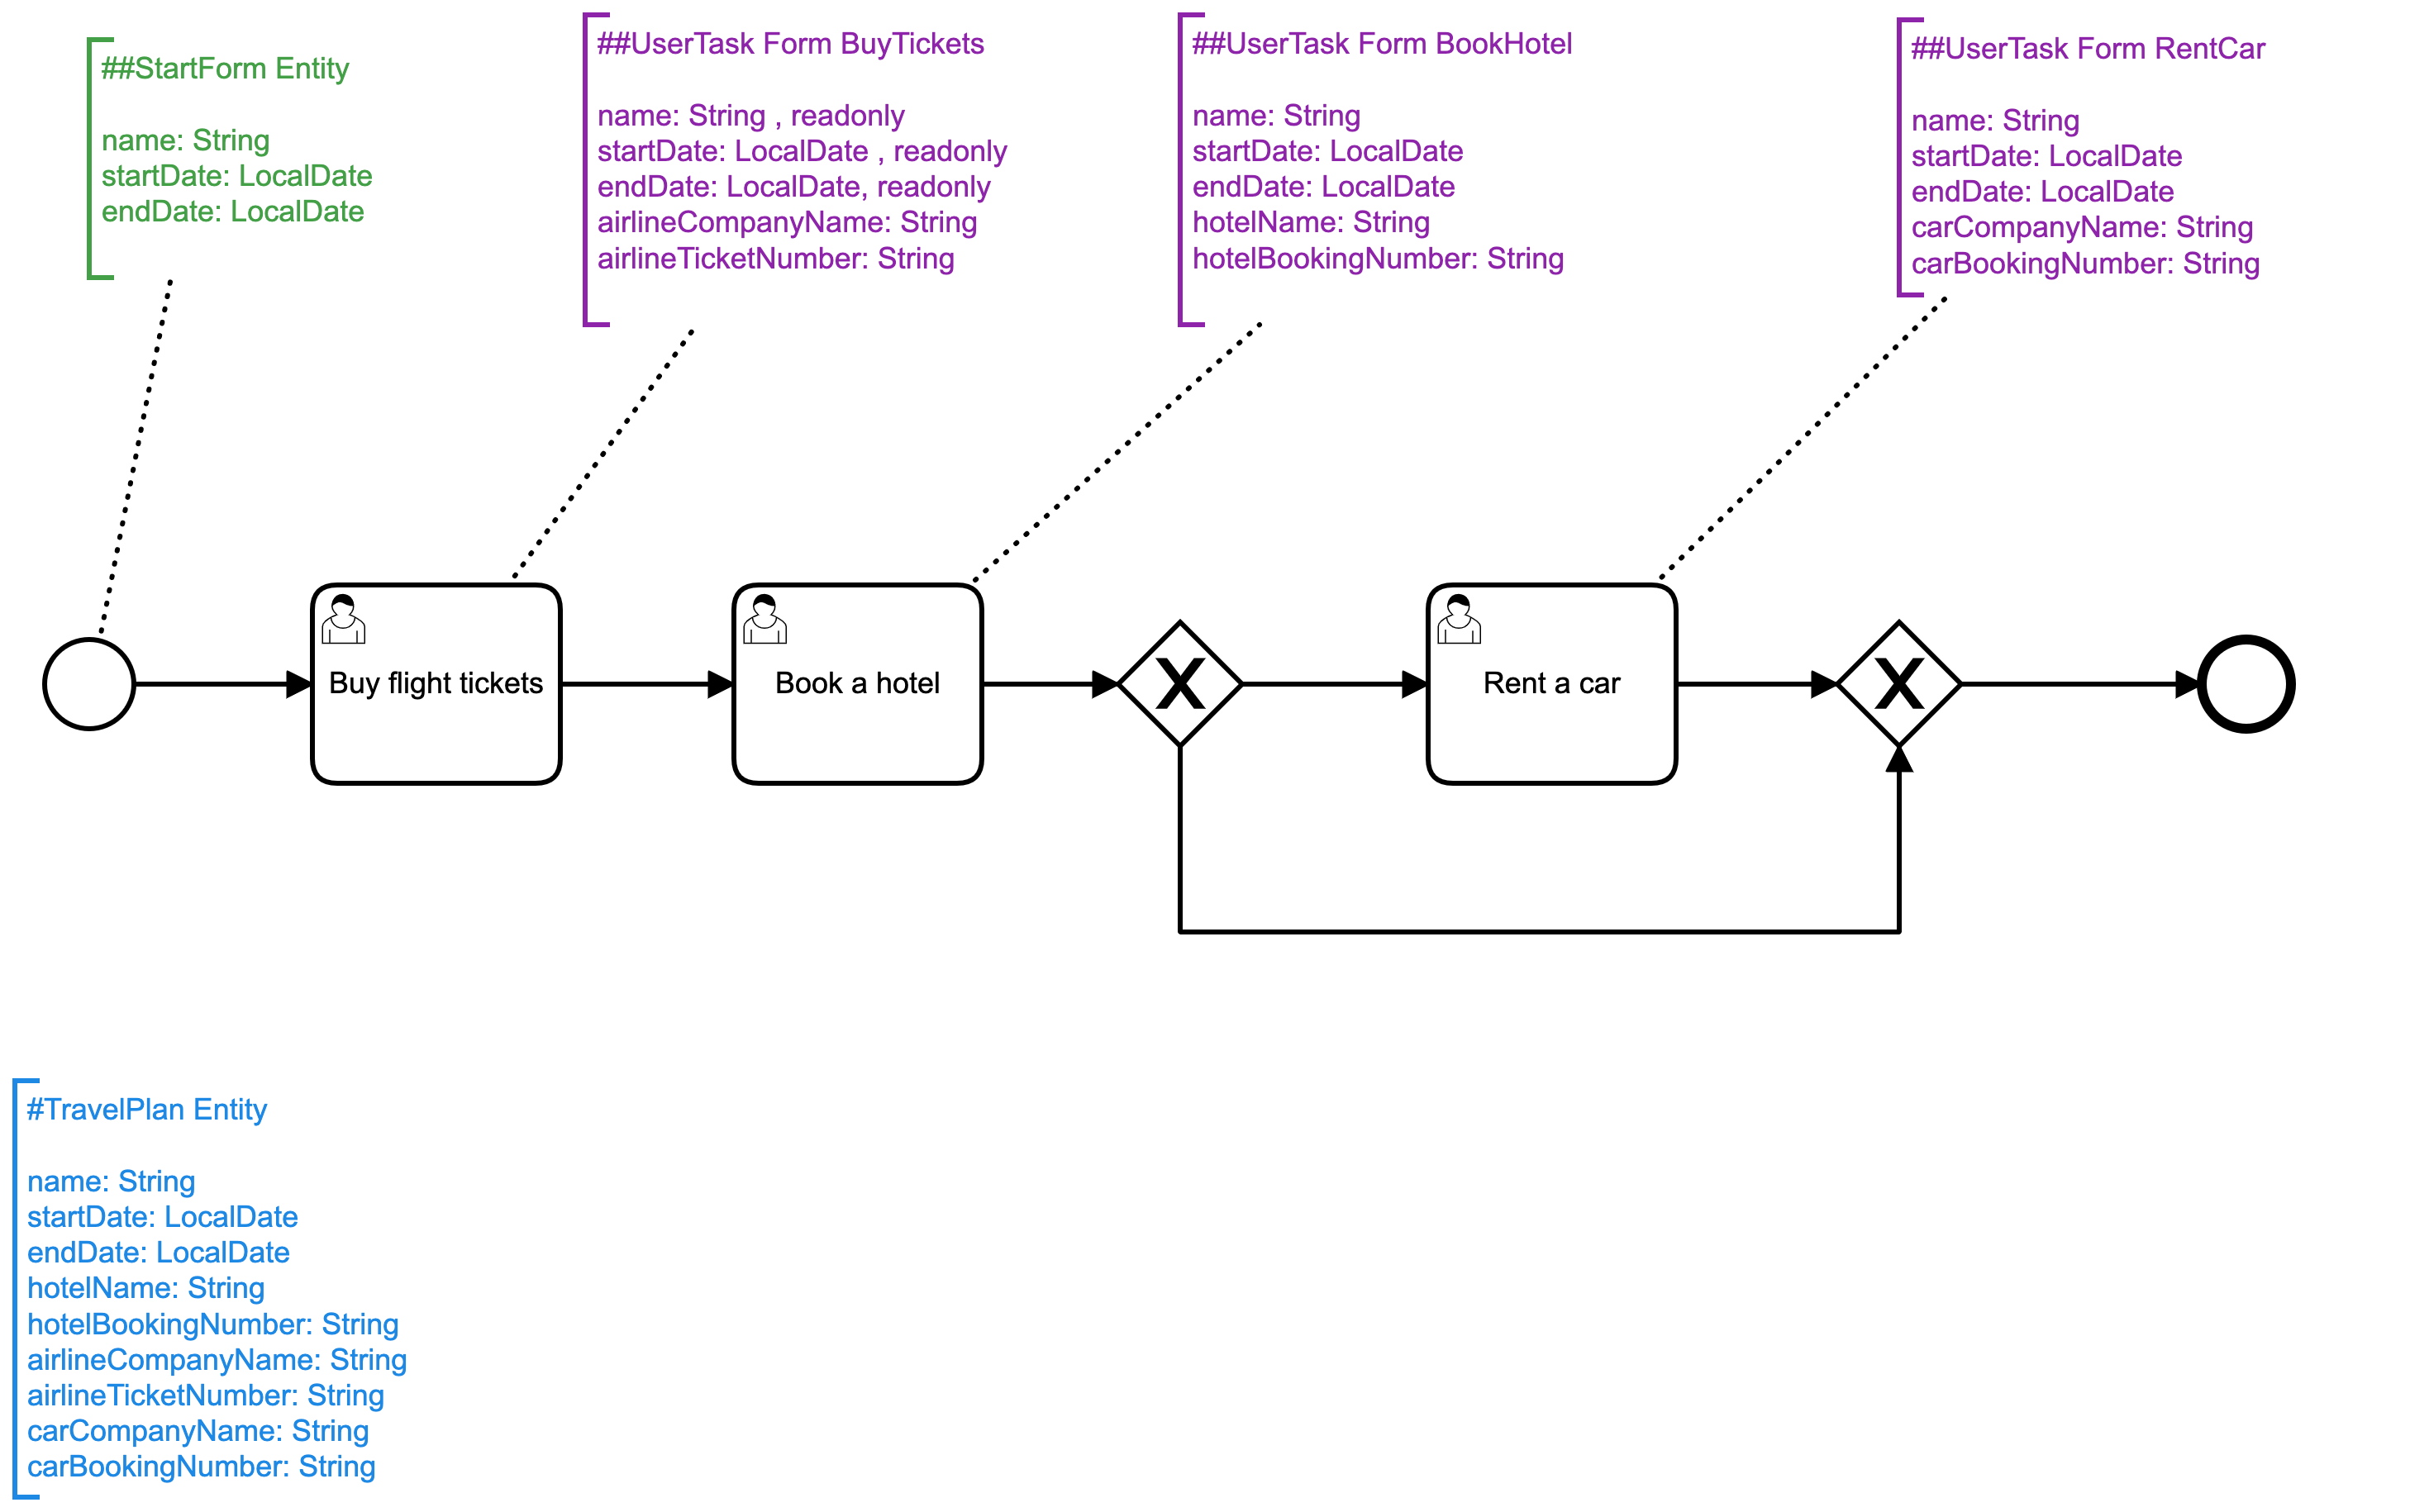 ##StartForm Entity
name: String
startDate: LocalDate
endDate: LocalDate
##UserTask Form BuyTickets
name: String , readonly
startDate: LocalDate , readonly
endDate: LocalDate, readonly
airlineCompanyName: String
airlineTicketNumber: String
##UserTask Form BookHotel
name: String
startDate: LocalDate
endDate: LocalDate
hotelName: String
hotelBookingNumber: String
##UserTask Form RentCar
name: String
startDate: LocalDate
endDate: LocalDate
carCompanyName: String
carBookingNumber: String
Buy flight tickets
Book a hotel
Rent a car
#TravelPlan Entity
name: String
startDate: LocalDate
endDate: LocalDate
hotelName: String
hotelBookingNumber: String
airlineCompanyName: String
airlineTicketNumber: String
carCompanyName: String
carBookingNumber: String